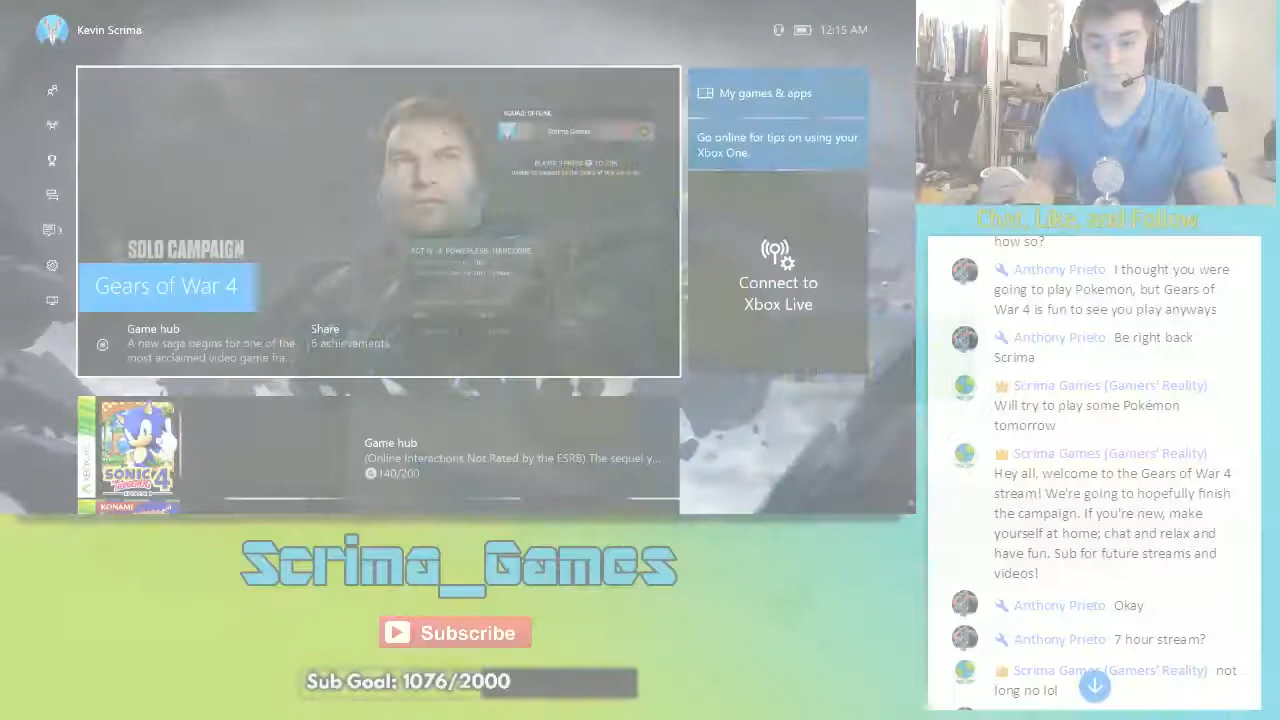 Kevin Scrima
12:15 AM
SQUAD: OFFLINE
Scrima Games
My games & apps
Go online for tips on using your
Xbox One.
SOLO CAMPAIGN
Gears of War 4
Connect to
Xbox Live
Game hub
A new saga begins for one of the
most acclaimed video game fra...
Share
5 achievements
3
Game hub
(Online Interactions Not Rated by the ESRB) The sequel y...
140/200
SONIC
4
KONAMI
Scrima_Games
Subscribe
Sub Goal: 1076/2000
Chat, Like, and Follow
how so?
Anthony Prieto I thought you were
going to play Pokemon, but Gears of
War 4 is fun to see you play anyways
Anthony Prieto Be right back
Scrima
Scrima Games (Gamers' Reality)
Will try to play some Pokémon
tomorrow
Scrima Games (Gamers' Reality)
Hey all, welcome to the Gears of War 4
stream! We're going to hopefully finish
the campaign. If you're new, make
yourself at home; chat and relax and
have fun. Sub for future streams and
videos!
Anthony Prieto Okay
Anthony Prieto 7 hour stream?
Scrima Games (Gamers' Reality) not
long no lol